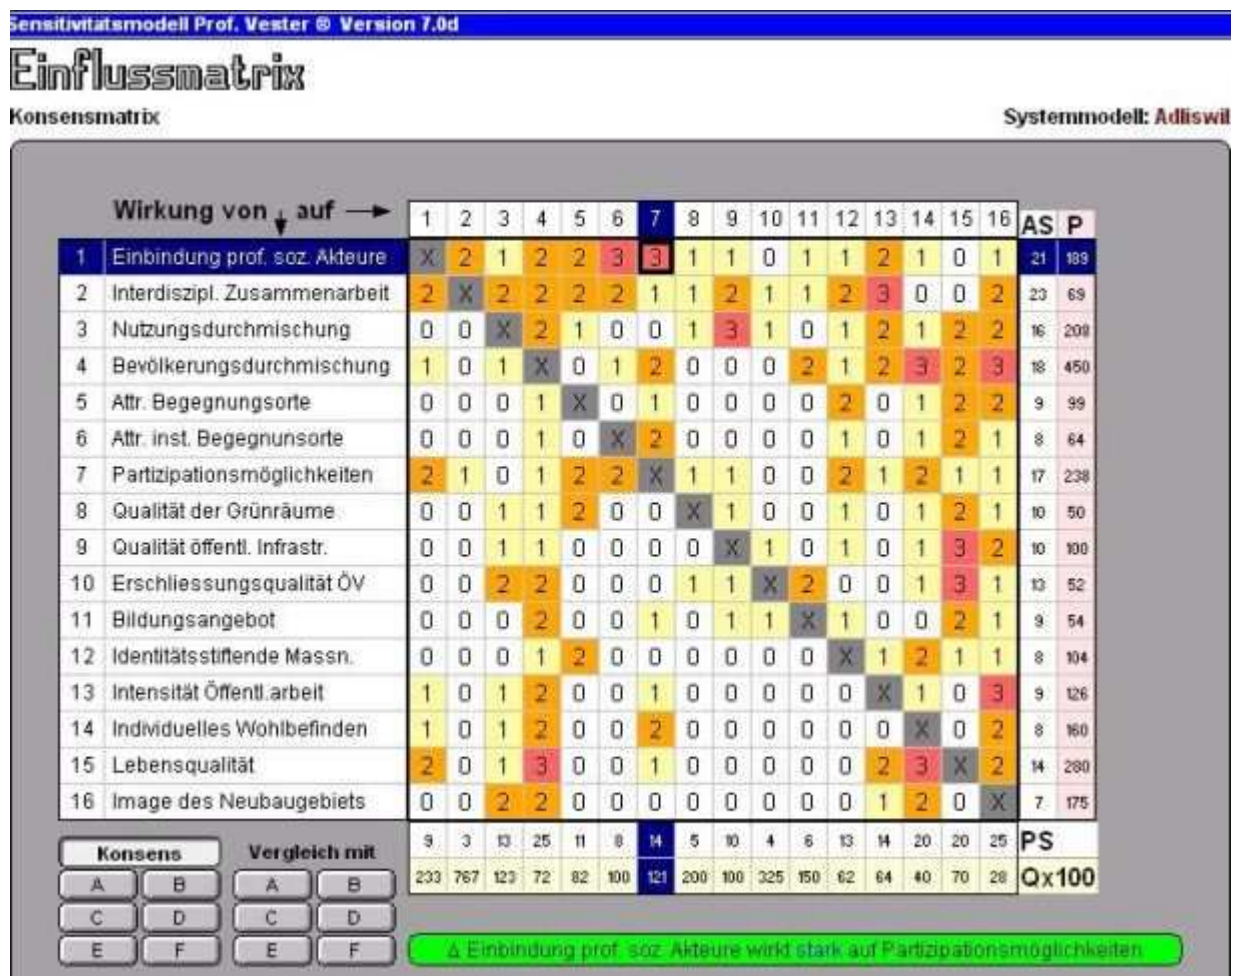 Sensitivitätsmodell Prof. Vester ® Version 7.0d
Einflussmatrix
Konsensmatrix Systemmodell: Adliswil
Wirkung von ↓ auf → 1 2 3 4 5 6 7 8 9 10 11 12 13 14 15 16 AS P
1 Einbindung prof. soz. Akteure X 2 1 2 2 3 3 1 1 0 1 1 2 1 0 1 21 189
2 Interdiszipl. Zusammenarbeit 2 X 2 2 2 2 1 1 2 1 1 2 3 0 0 2 23 69
3 Nutzungsdurchmischung 0 0 X 2 1 0 0 1 3 1 0 1 2 1 2 2 16 208
4 Bevölkerungsdurchmischung 1 0 1 X 0 1 2 0 0 0 2 1 2 3 2 3 18 450
5 Attr. Begegnungsorte 0 0 0 1 X 0 1 0 0 0 0 2 0 1 2 2 9 99
6 Attr. inst. Begegnunsorte 0 0 0 1 0 X 2 0 0 0 0 1 0 1 2 1 8 64
7 Partizipationsmöglichkeiten 2 1 0 1 2 2 X 1 1 0 0 2 1 2 1 1 17 238
8 Qualität der Grünräume 0 0 1 1 2 0 0 X 1 0 0 1 0 1 2 1 10 50
9 Qualität öffentl. Infrastr. 0 0 1 1 0 0 0 0 X 1 0 1 0 1 3 2 10 100
10 Erschliessungsqualität ÖV 0 0 2 2 0 0 0 1 1 X 2 0 0 1 3 1 13 52
11 Bildungsangebot 0 0 0 2 0 0 1 0 1 1 X 1 0 0 2 1 9 54
12 Identitätsstiftende Massn. 0 0 0 1 2 0 0 0 0 0 0 X 1 2 1 1 8 104
13 Intensität Öffentl.arbeit 1 0 1 2 0 0 1 0 0 0 0 0 X 1 0 3 9 126
14 Individuelles Wohlbefinden 1 0 1 2 0 0 2 0 0 0 0 0 0 X 0 2 8 160
15 Lebensqualität 2 0 1 3 0 0 1 0 0 0 0 0 2 3 X 2 14 280
16 Image des Neubaugebiets 0 0 2 2 0 0 0 0 0 0 0 0 1 2 0 X 7 175
9 3 13 25 11 8 14 5 10 4 6 13 14 20 20 25 PS
233 767 123 72 82 100 121 200 100 325 150 62 64 40 70 28 Qx100
Konsens Vergleich mit
A B A B
C D C D
E F E F
Δ Einbindung prof. soz. Akteure wirkt stark auf Partizipationsmöglichkeiten